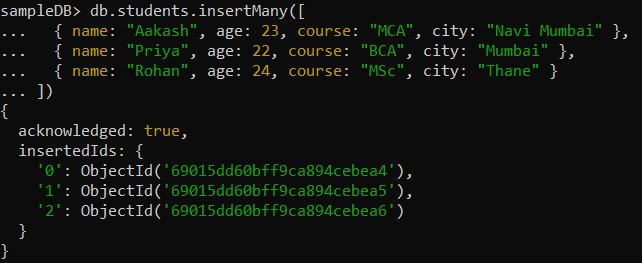 sampleDB> db.students.insertMany([
...   { name: "Aakash", age: 23, course: "MCA", city: "Navi Mumbai" },
...   { name: "Priya", age: 22, course: "BCA", city: "Mumbai" },
...   { name: "Rohan", age: 24, course: "MSc", city: "Thane" }
... ])
{
  acknowledged: true,
  insertedIds: {
    '0': ObjectId('69015dd60bff9ca894cebea4'),
    '1': ObjectId('69015dd60bff9ca894cebea5'),
    '2': ObjectId('69015dd60bff9ca894cebea6')
  }
}